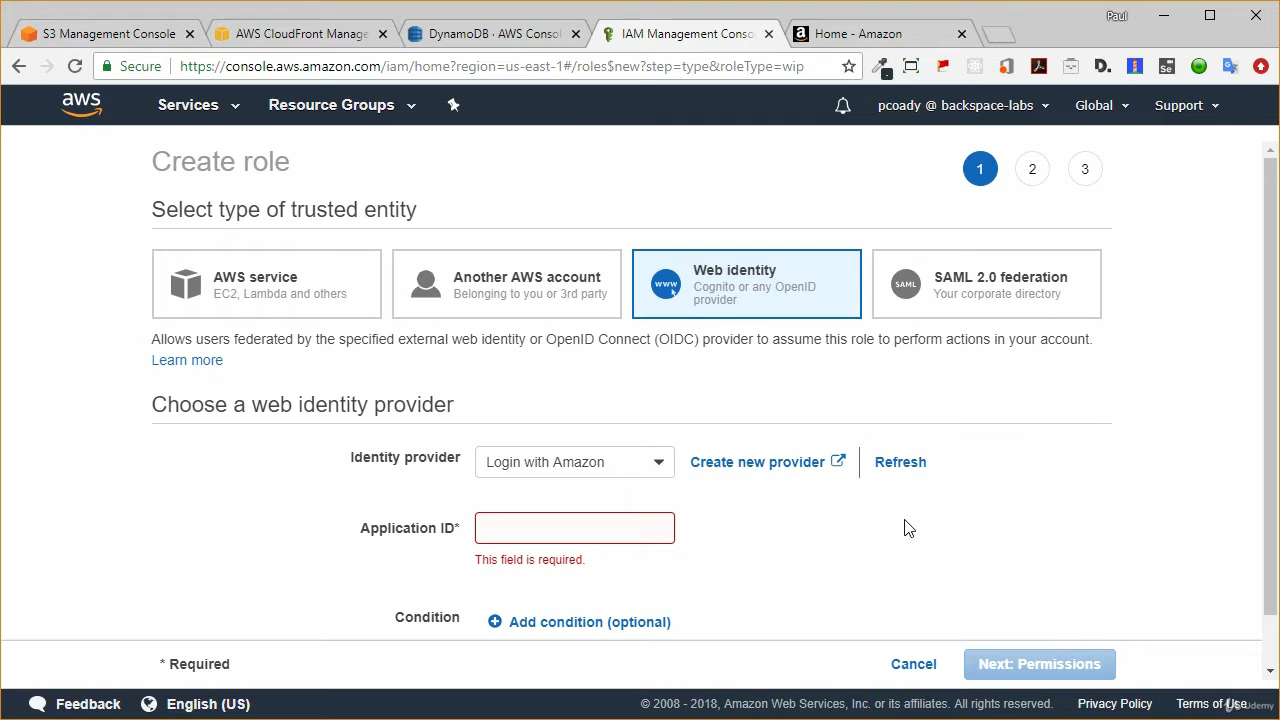 Paul
S3 Management Console
AWS CloudFront Manage
DynamoDB · AWS Consol
IAM Management Conso
Home - Amazon
Secure
https://console.aws.amazon.com/iam/home?region=us-east-1#/roles$new?step=type&roleType=wip
aws
Services
Resource Groups
pcoady @ backspace-labs
Global
Support
Create role
1
2
3
Select type of trusted entity
AWS service
EC2, Lambda and others
Another AWS account
Belonging to you or 3rd party
www
Web identity
Cognito or any OpenID
provider
SAML
SAML 2.0 federation
Your corporate directory
Allows users federated by the specified external web identity or OpenID Connect (OIDC) provider to assume this role to perform actions in your account.
Learn more
Choose a web identity provider
Identity provider
Login with Amazon
Create new provider
Refresh
Application ID*
This field is required.
Condition
Add condition (optional)
* Required
Cancel
Next: Permissions
Feedback
English (US)
© 2008 - 2018, Amazon Web Services, Inc. or its affiliates. All rights reserved.
Privacy Policy
Terms of Use
Udemy